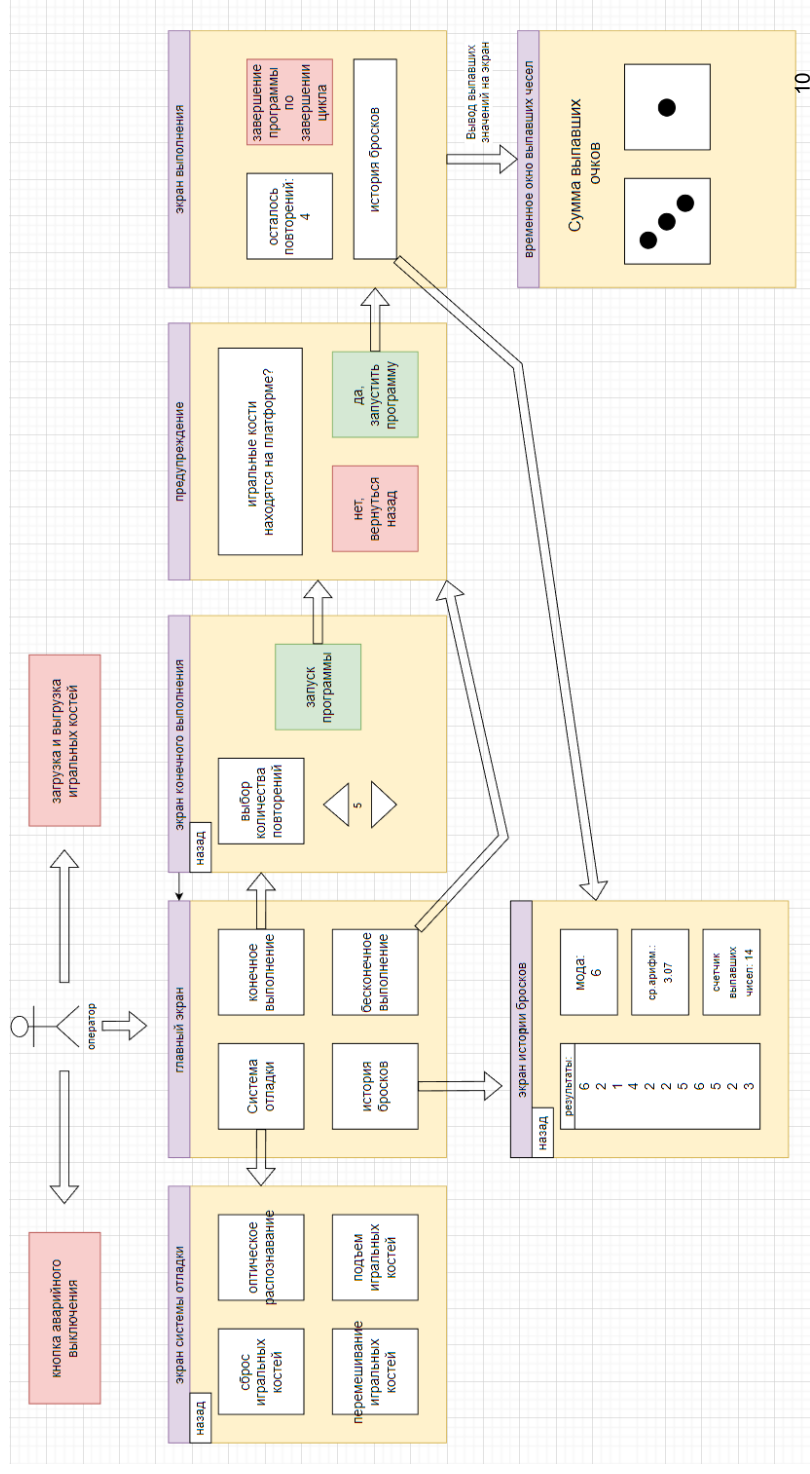 кнопка аварийного
выключения
оператор
загрузка и выгрузка
игральных костей
экран системы отладки
назад
сброс
игральных
костей
оптическое
распознавание
перемешивание
игральных
костей
подъем
игральных
костей
главный экран
Система
отладки
конечное
выполнение
история
бросков
бесконечное
выполнение
экран конечного выполнения
назад
выбор
количества
повторений
5
запуск
программы
предупреждение
игральные кости
находятся на платформе?
нет,
вернуться
назад
да,
запустить
программу
экран выполнения
осталось
повторений:
4
завершение
программы
по
завершении
цикла
история бросков
Вывод выпавших
значений на экран
экран истории бросков
назад
результаты:
6
2
1
4
2
2
5
6
5
2
3
мода:
6
ср.арифм.:
3.07
счетчик
выпавших
чисел: 14
временное окно выпавших чесел
Сумма выпавших
очков
10